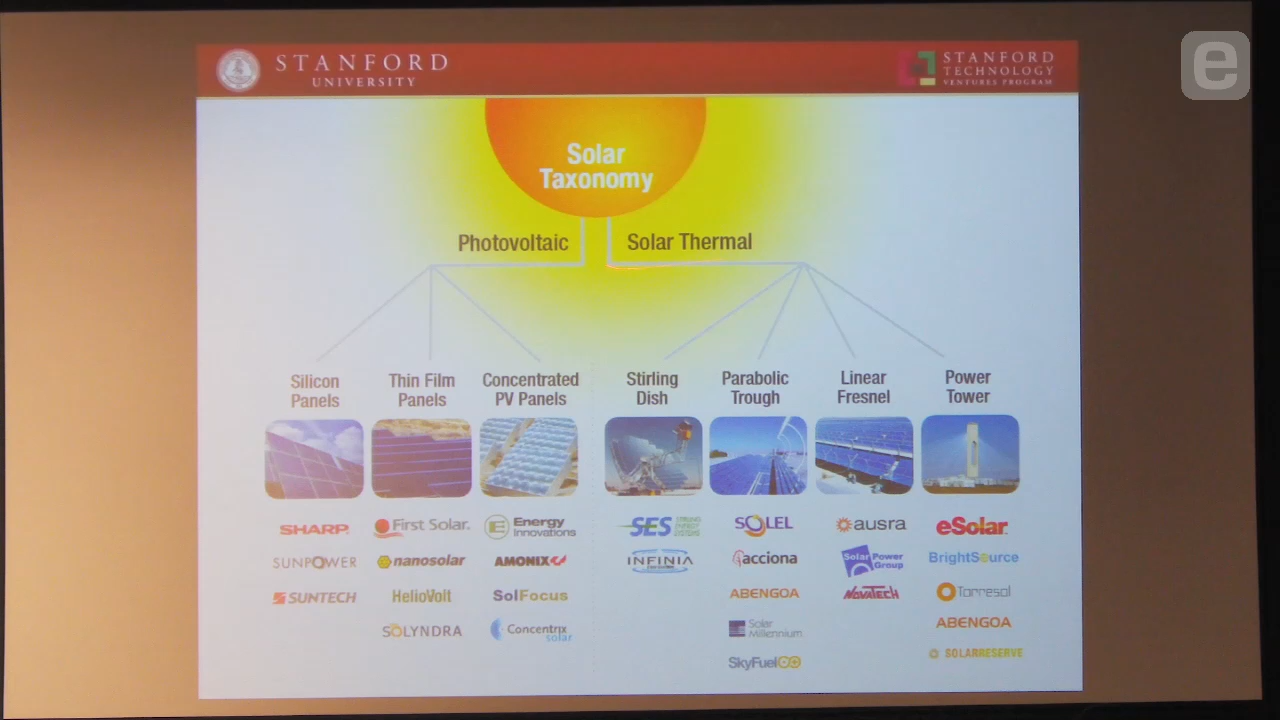 STANFORD
UNIVERSITY
STANFORD
TECHNOLOGY
VENTURES PROGRAM
e
Solar
Taxonomy
Photovoltaic
Solar Thermal
Silicon
Panels
Thin Film
Panels
Concentrated
PV Panels
Stirling
Dish
Parabolic
Trough
Linear
Fresnel
Power
Tower
SHARP
SUNPOWER
SUNTECH
First Solar.
nanosolar
HelioVolt
SOLYNDRA
Energy
Innovations
AMONIX
SolFocus
Concentrix
solar
SES
STIRLING
ENERGY
SYSTEMS
INFINIA
SOLEL
acciona
ABENGOA
Solar
Millennium
SkyFuel
ausra
Solar Power
Group
NOVATECH
eSolar
BrightSource
Torresol
ABENGOA
SOLARRESERVE